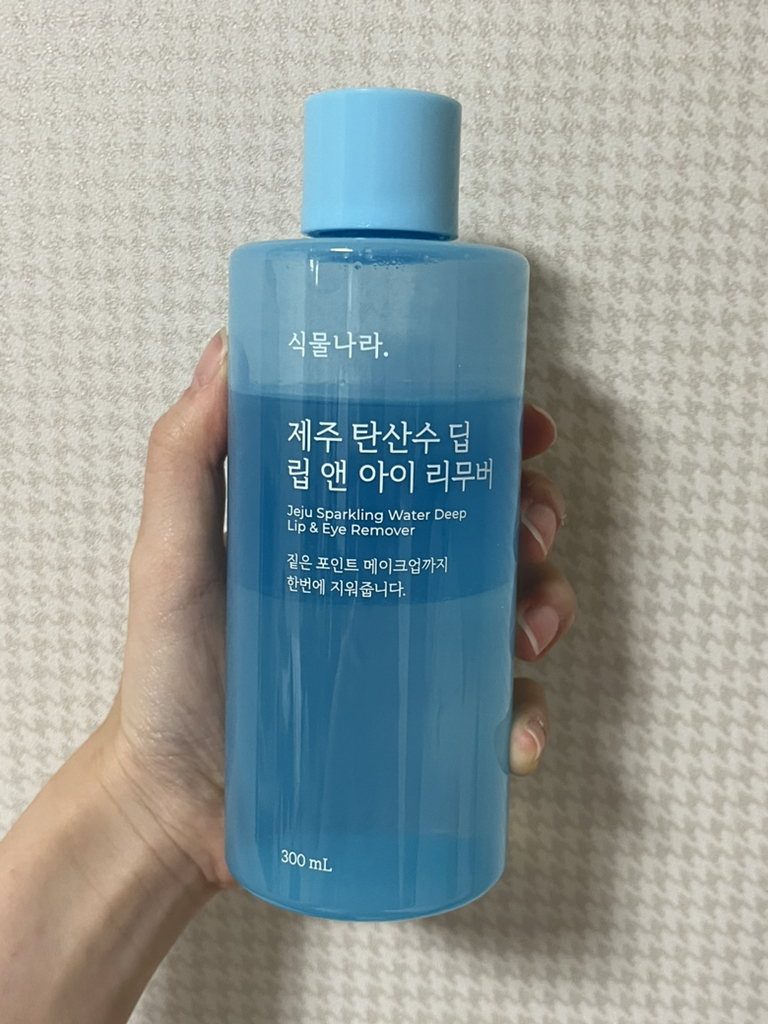 식물나라.
제주 탄산수 딥
립 앤 아이 리무버
Jeju Sparkling Water Deep
Lip & Eye Remover
짙은 포인트 메이크업까지
한번에 지워줍니다.
300 mL